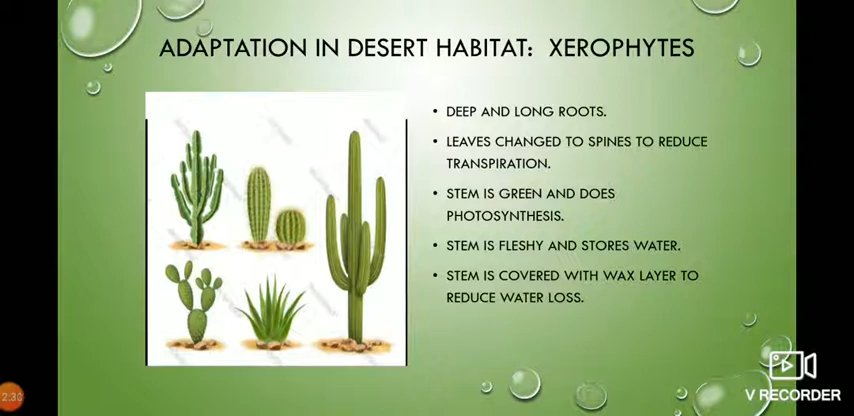 ADAPTATION IN DESERT HABITAT: XEROPHYTES
• DEEP AND LONG ROOTS.
• LEAVES CHANGED TO SPINES TO REDUCE
TRANSPIRATION.
• STEM IS GREEN AND DOES
PHOTOSYNTHESIS.
• STEM IS FLESHY AND STORES WATER.
• STEM IS COVERED WITH WAX LAYER TO
REDUCE WATER LOSS.
2:30
V RECORDER